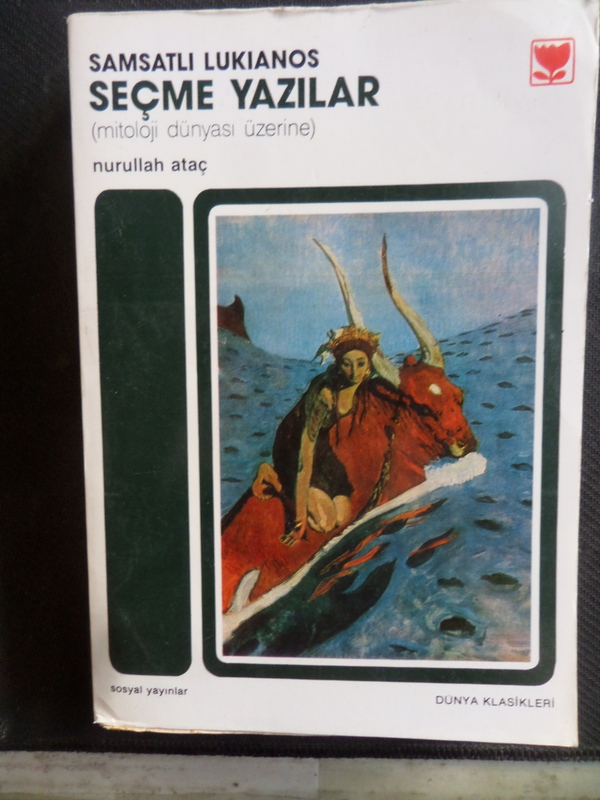 SAMSATLI LUKIANOS
SEÇME YAZILAR
(mitoloji dünyası üzerine)
nurullah ataç
sosyal yayınlar
DÜNYA KLASİKLERİ